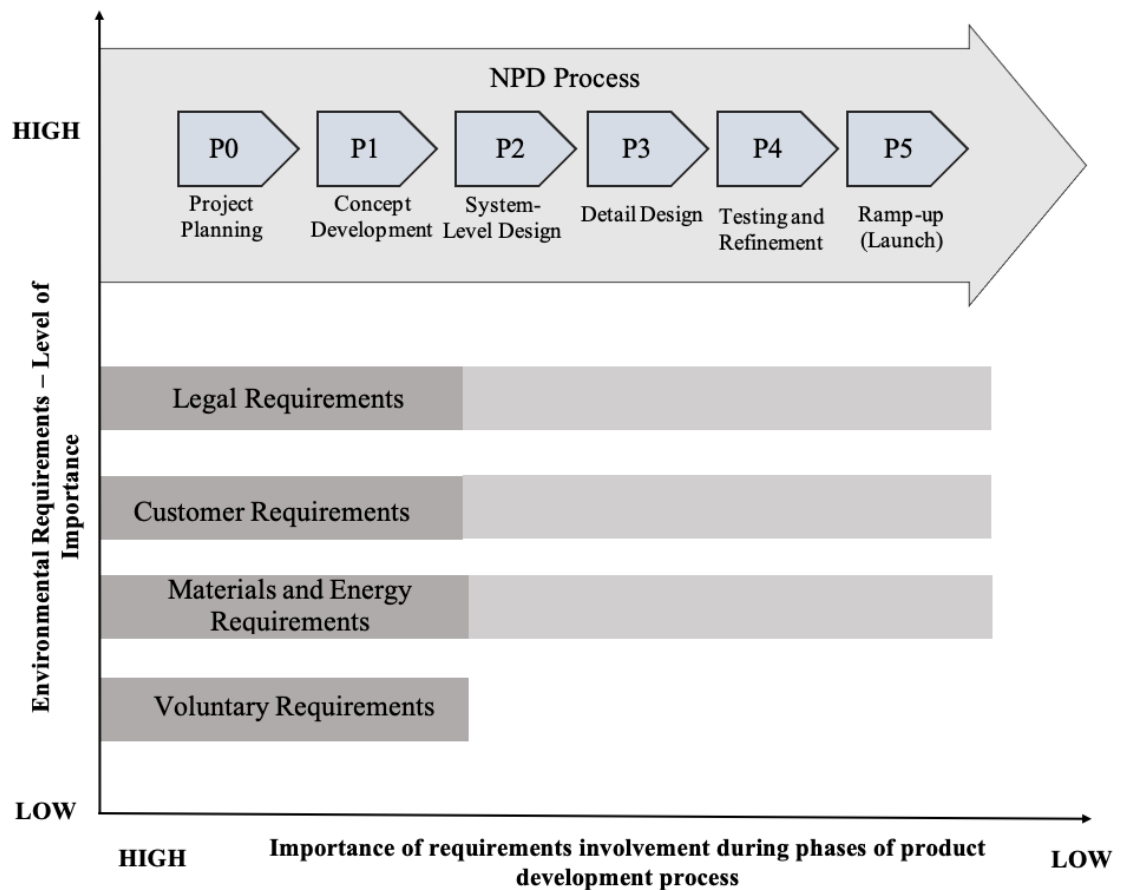 NPD Process
HIGH
P0
P1
P2
P3
P4
P5
Project
Planning
Concept
Development
System-
Level Design
Detail Design
Testing and
Refinement
Ramp-up
(Launch)
Environmental Requirements – Level of
Importance
Legal Requirements
Customer Requirements
Materials and Energy
Requirements
Voluntary Requirements
LOW
HIGH
Importance of requirements involvement during phases of product
development process
LOW